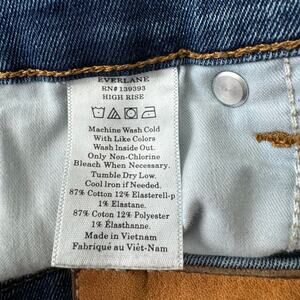 EVERLANE
RN# 139393
HIGH RISE
Machine Wash Cold
With Like Colors
Wash Inside Out.
Only Non-Chlorine
Bleach When Necessary.
Tumble Dry Low.
Cool Iron if Needed.
87% Cotton 12% Elasterell-p
1% Elastane.
87% Coton 12% Polyester
1% Élasthanne.
Made in Vietnam
Fabriqué au Viêt-Nam